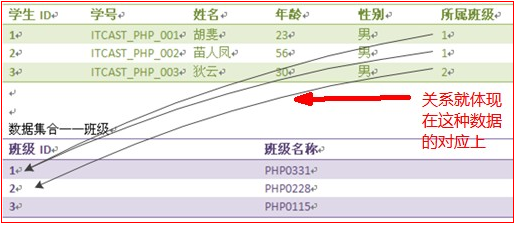 学生 ID 学号 姓名 年龄 性别 所属班级
1 ITCAST_PHP_001 胡斐 23 男 1
2 ITCAST_PHP_002 苗人凤 56 男 1
3 ITCAST_PHP_003 狄云 30 男 2
关系就体现
在这种数据
的对应上
数据集合——班级
班级 ID 班级名称
1 PHP0331
2 PHP0228
3 PHP0115